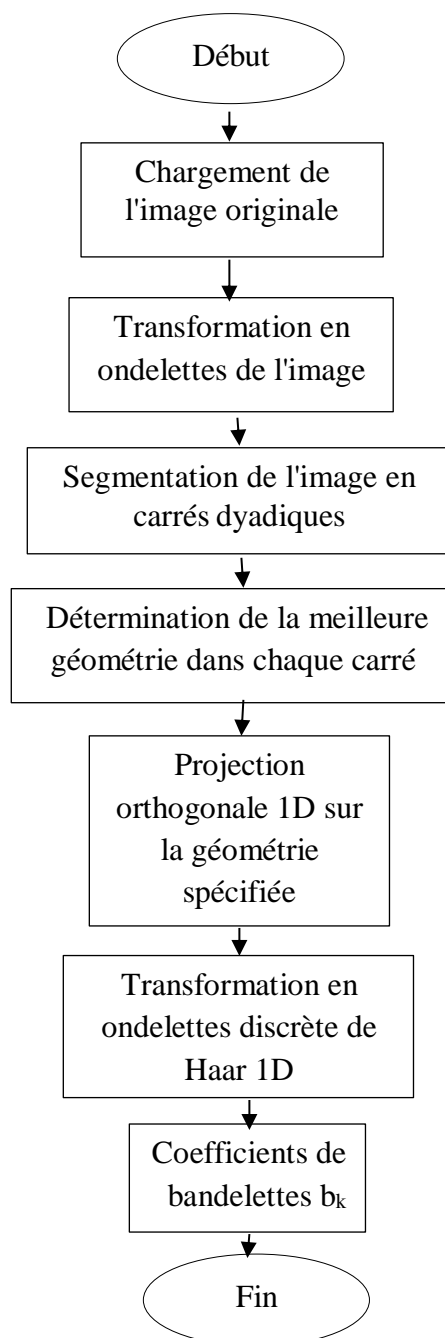 Début
Chargement de
l'image originale
Transformation en
ondelettes de l'image
Segmentation de l'image en
carrés dyadiques
Détermination de la meilleure
géométrie dans chaque carré
Projection
orthogonale 1D sur
la géométrie
spécifiée
Transformation en
ondelettes discrète de
Haar 1D
Coefficients de
bandelettes bₖ
Fin